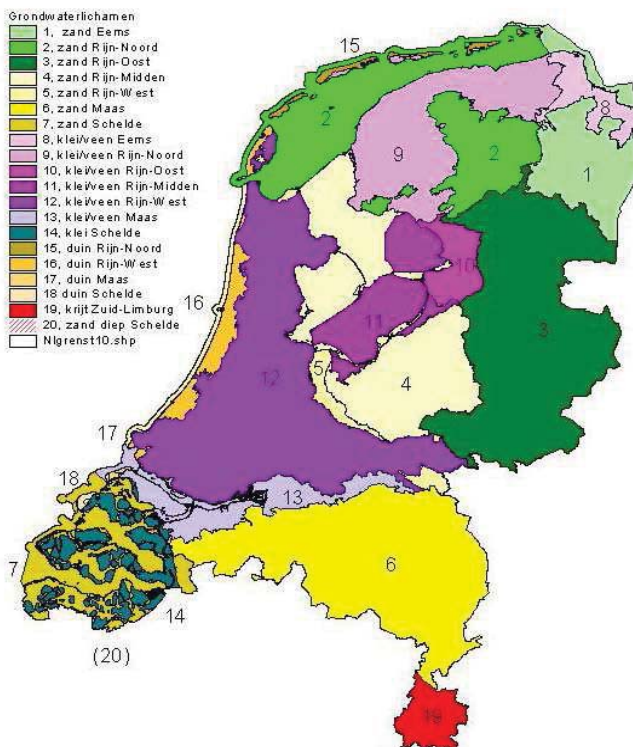 Grondwaterlichamen
1, zand Eems
2, zand Rijn-Noord
3, zand Rijn-Oost
4, zand Rijn-Midden
5, zand Rijn-West
6, zand Maas
7, zand Schelde
8, klei/veen Eems
9, klei/veen Rijn-Noord
10, klei/veen Rijn-Oost
11, klei/veen Rijn-Midden
12, klei/veen Rijn-West
13, klei/veen Maas
14, klei Schelde
15, duin Rijn-Noord
16, duin Rijn-West
17, duin Maas
18 duin Schelde
19, krijt Zuid-Limburg
20, zand diep Schelde
Nlgrenst10.shp
15
2
8
9
2
1
10
4
16
11
3
5
12
4
17
18
13
6
7
14
(20)
19